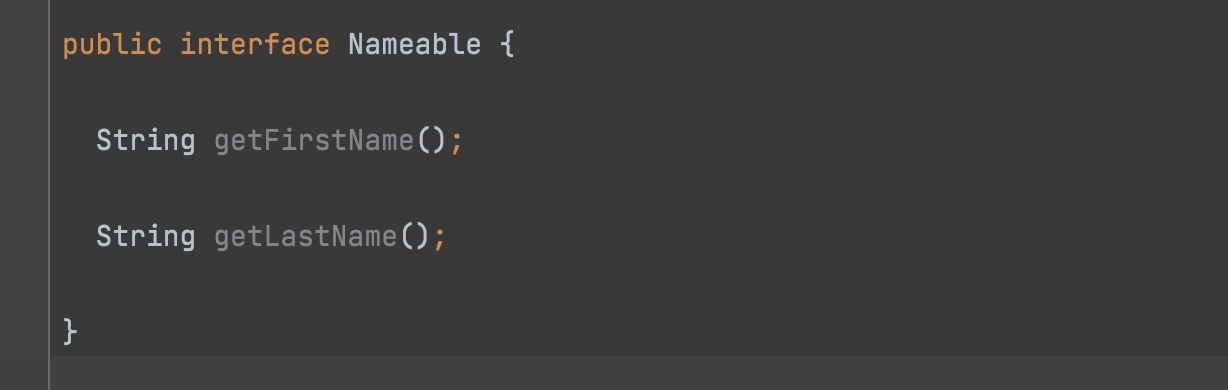 public interface Nameable {
String getFirstName();
String getLastName();
}